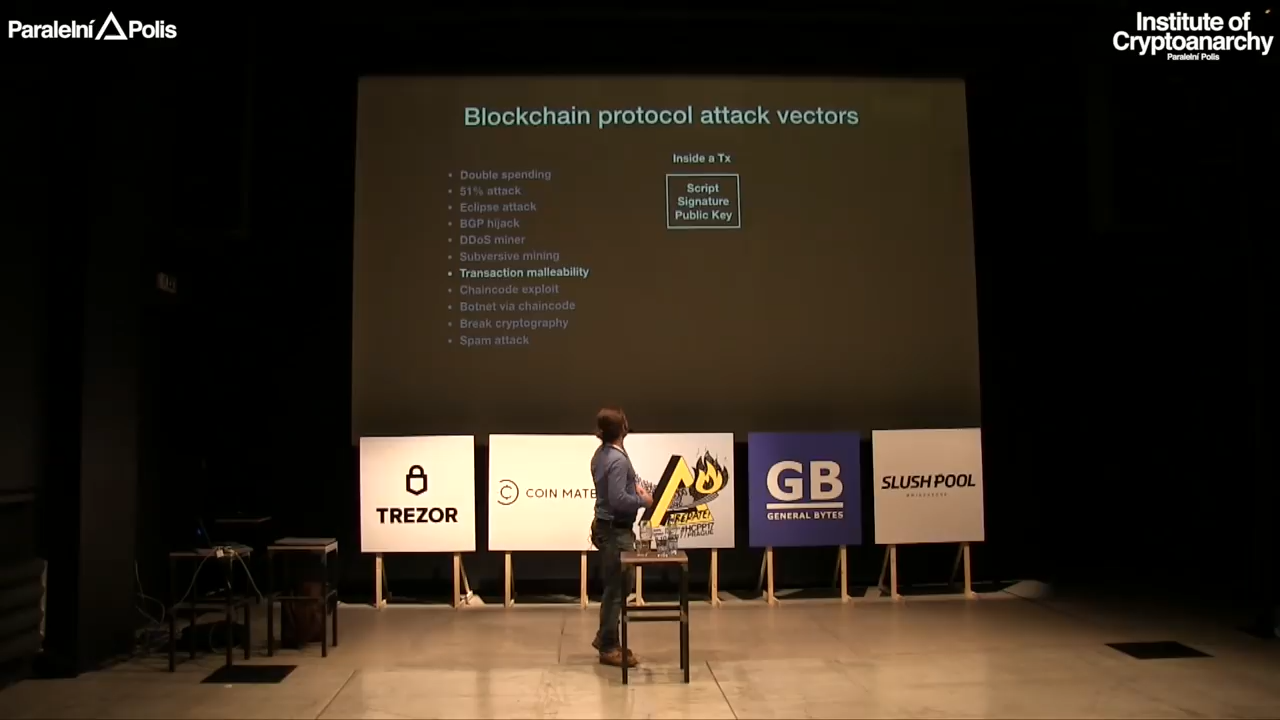 Paralelní Polis
Institute of
Cryptoanarchy
Paralelní Polis
Blockchain protocol attack vectors
• Double spending
• 51% attack
• Eclipse attack
• BGP hijack
• DDoS miner
• Subversive mining
• Transaction malleability
• Chaincode exploit
• Botnet via chaincode
• Break cryptography
• Spam attack
Inside a Tx
Script
Signature
Public Key
TREZOR
COIN MATE
#HCPP17
PRAGUE
GB
GENERAL BYTES
SLUSH POOL